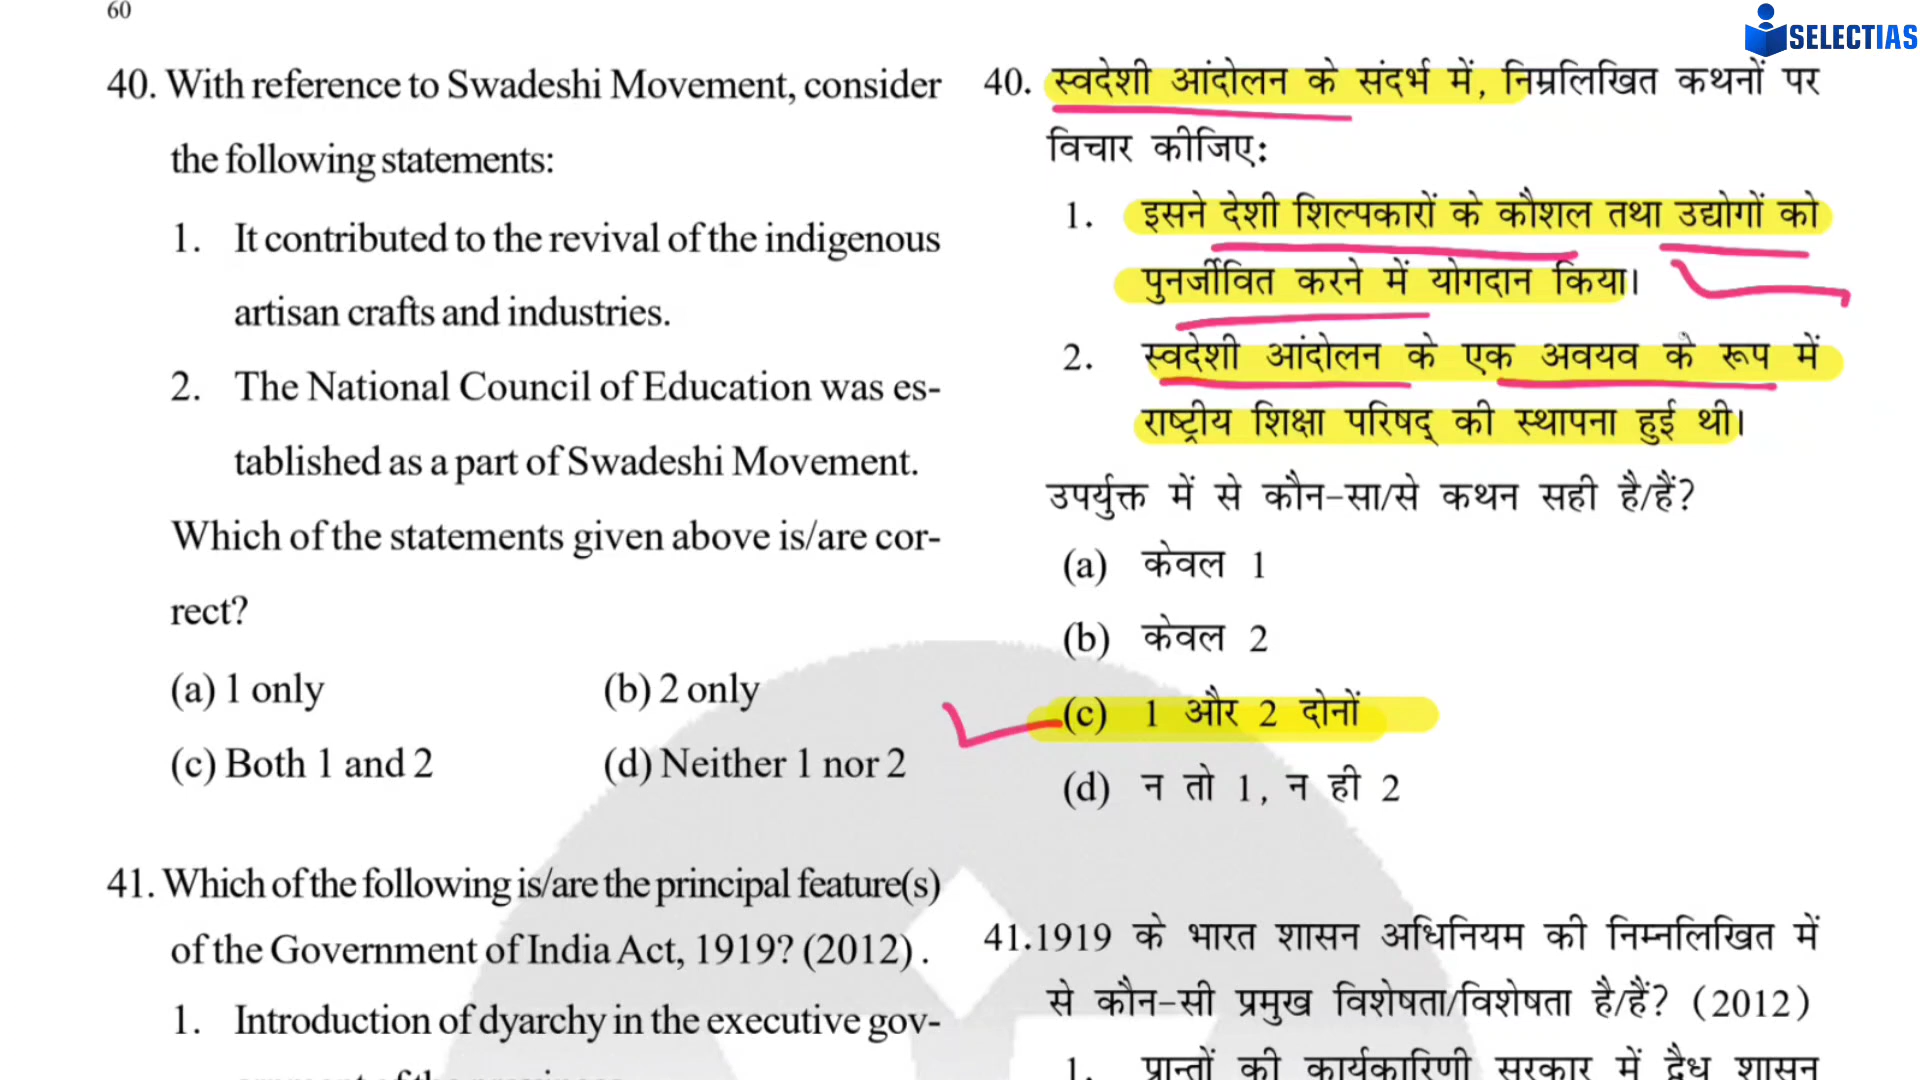 60
SELECTIAS
40. With reference to Swadeshi Movement, consider
the following statements:
1. It contributed to the revival of the indigenous
artisan crafts and industries.
2. The National Council of Education was es-
tablished as a part of Swadeshi Movement.
Which of the statements given above is/are cor-
rect?
(a) 1 only (b) 2 only
(c) Both 1 and 2 (d) Neither 1 nor 2
41. Which of the following is/are the principal feature(s)
of the Government of India Act, 1919? (2012) .
1. Introduction of dyarchy in the executive gov-
40. स्वदेशी आंदोलन के संदर्भ में, निम्नलिखित कथनों पर
विचार कीजिए:
1. इसने देशी शिल्पकारों के कौशल तथा उद्योगों को
पुनर्जीवित करने में योगदान किया।
2. स्वदेशी आंदोलन के एक अवयव के रूप में
राष्ट्रीय शिक्षा परिषद् की स्थापना हुई थी।
उपर्युक्त में से कौन-सा/से कथन सही है/हैं?
(a) केवल 1
(b) केवल 2
(c) 1 और 2 दोनों
(d) न तो 1, न ही 2
41.1919 के भारत शासन अधिनियम की निम्नलिखित में
से कौन-सी प्रमुख विशेषता/विशेषता है/हैं? (2012)
1. प्रान्तों की कार्यकारिणी सरकार में द्वैध शासन